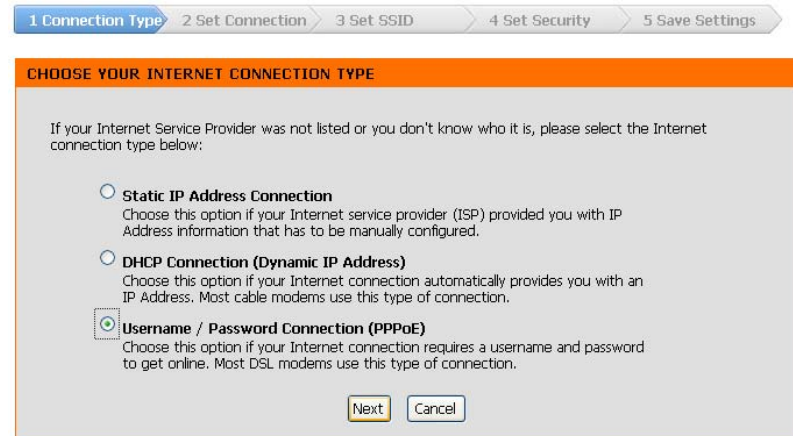 1 Connection Type 2 Set Connection 3 Set SSID 4 Set Security 5 Save Settings
CHOOSE YOUR INTERNET CONNECTION TYPE
If your Internet Service Provider was not listed or you don't know who it is, please select the Internet
connection type below:
Static IP Address Connection
Choose this option if your Internet service provider (ISP) provided you with IP
Address information that has to be manually configured.
DHCP Connection (Dynamic IP Address)
Choose this option if your Internet connection automatically provides you with an
IP Address. Most cable modems use this type of connection.
Username / Password Connection (PPPoE)
Choose this option if your Internet connection requires a username and password
to get online. Most DSL modems use this type of connection.
Next Cancel